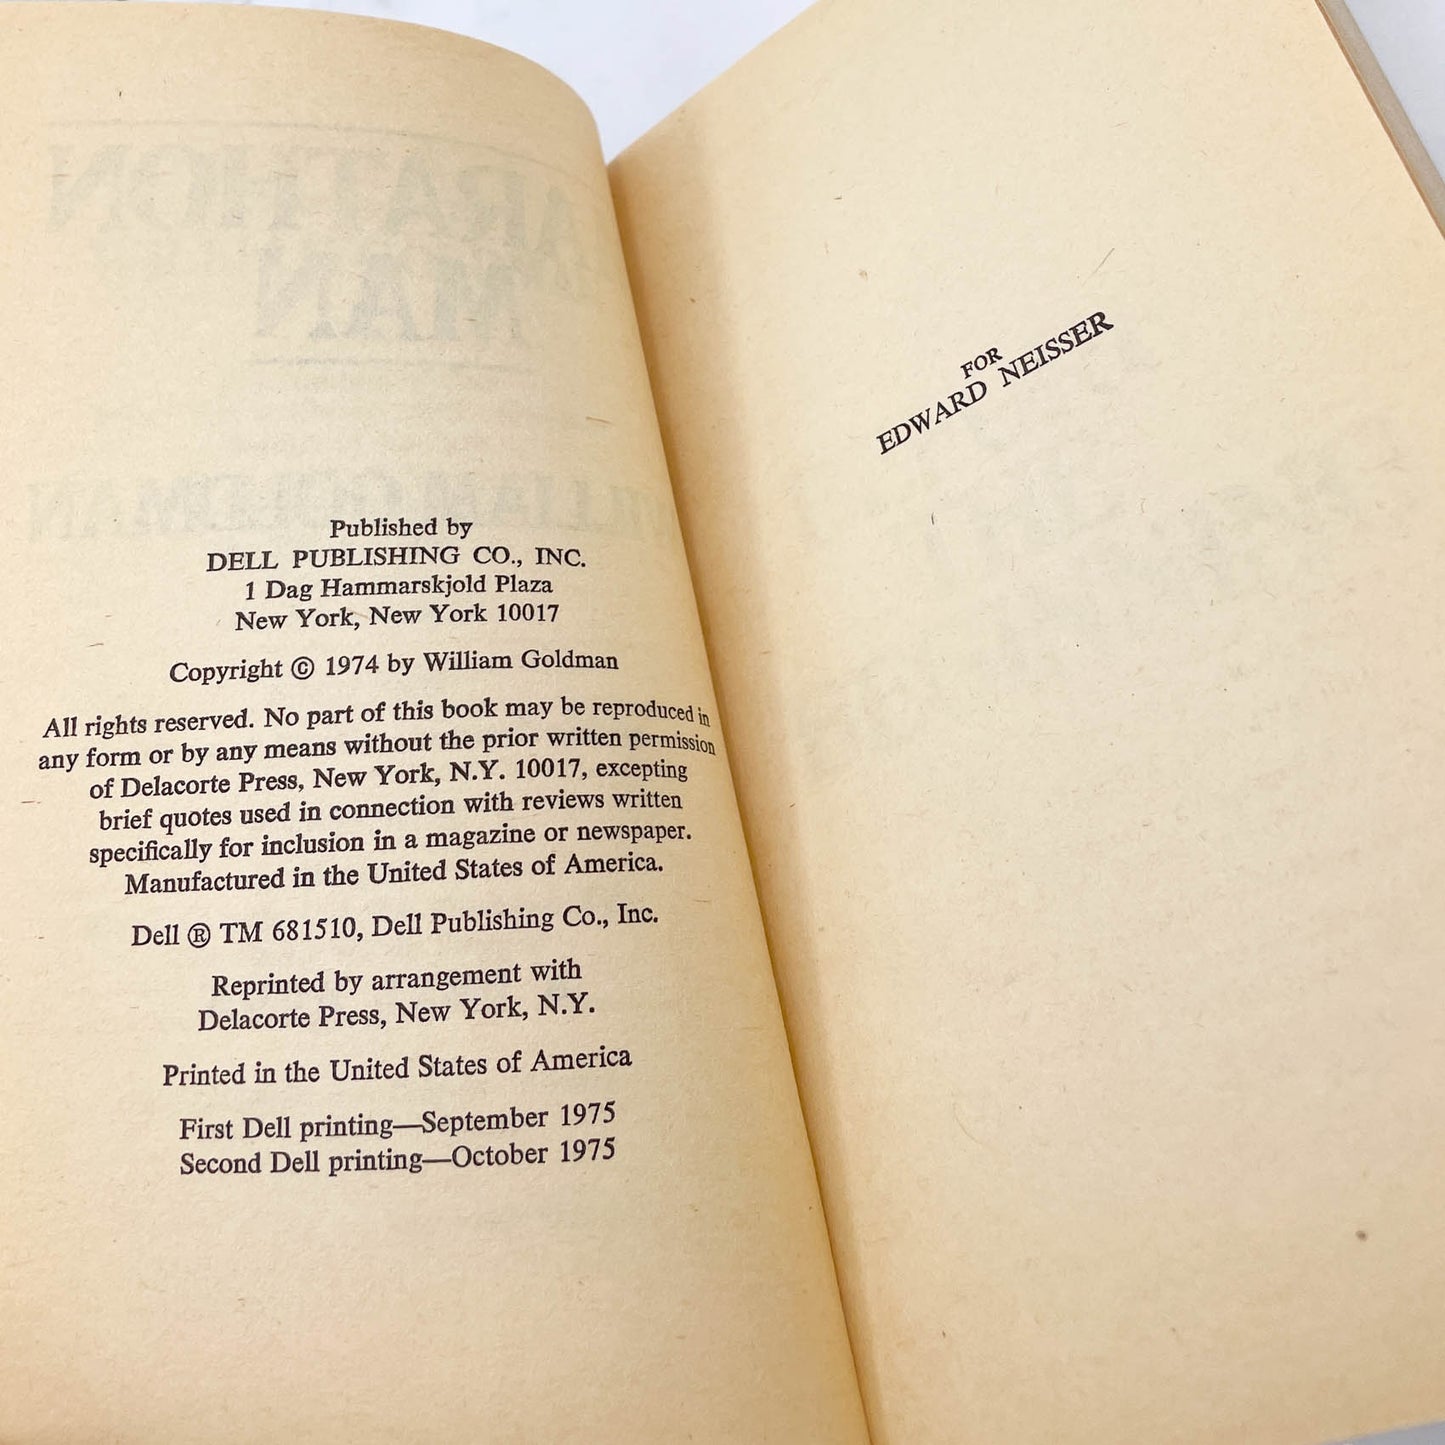 Published by
DELL PUBLISHING CO., INC.
1 Dag Hammarskjold Plaza
New York, New York 10017
Copyright © 1974 by William Goldman
All rights reserved. No part of this book may be reproduced in
any form or by any means without the prior written permission
of Delacorte Press, New York, N.Y. 10017, excepting
brief quotes used in connection with reviews written
specifically for inclusion in a magazine or newspaper.
Manufactured in the United States of America.
Dell ® TM 681510, Dell Publishing Co., Inc.
Reprinted by arrangement with
Delacorte Press, New York, N.Y.
Printed in the United States of America
First Dell printing—September 1975
Second Dell printing—October 1975
FOR
EDWARD NEISSER